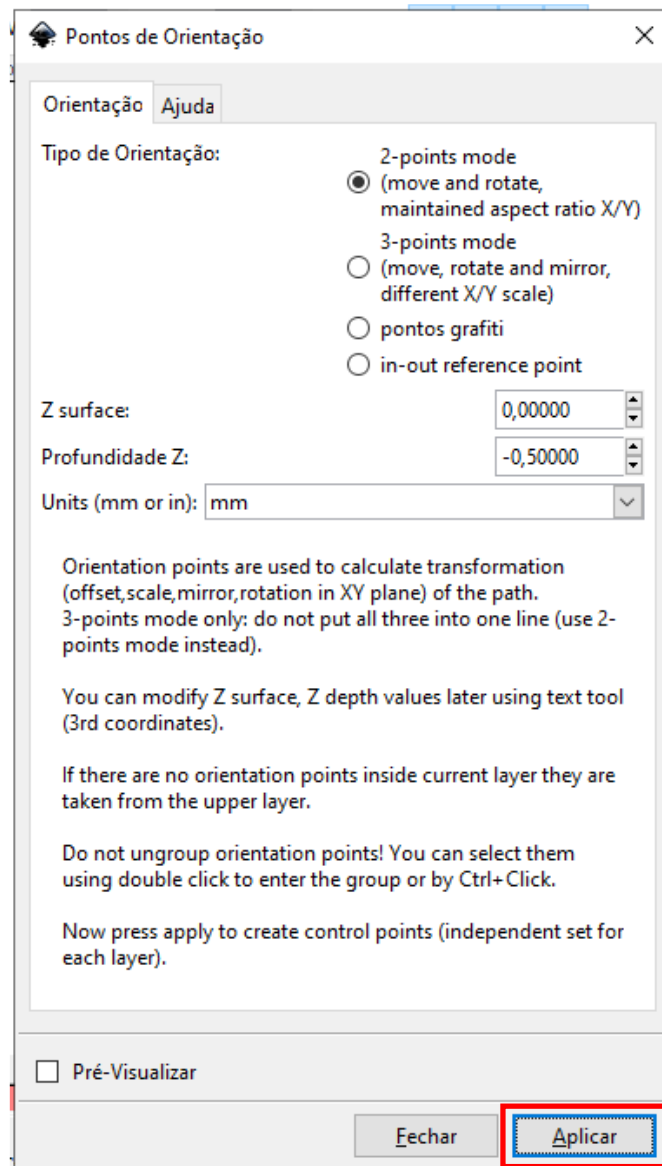 Pontos de Orientação
Orientação Ajuda
Tipo de Orientação:
2-points mode
(move and rotate,
maintained aspect ratio X/Y)
3-points mode
(move, rotate and mirror,
different X/Y scale)
pontos grafiti
in-out reference point
Z surface: 0,00000
Profundidade Z: -0,50000
Units (mm or in): mm
Orientation points are used to calculate transformation
(offset,scale,mirror,rotation in XY plane) of the path.
3-points mode only: do not put all three into one line (use 2-
points mode instead).
You can modify Z surface, Z depth values later using text tool
(3rd coordinates).
If there are no orientation points inside current layer they are
taken from the upper layer.
Do not ungroup orientation points! You can select them
using double click to enter the group or by Ctrl+Click.
Now press apply to create control points (independent set for
each layer).
Pré-Visualizar
Fechar Aplicar